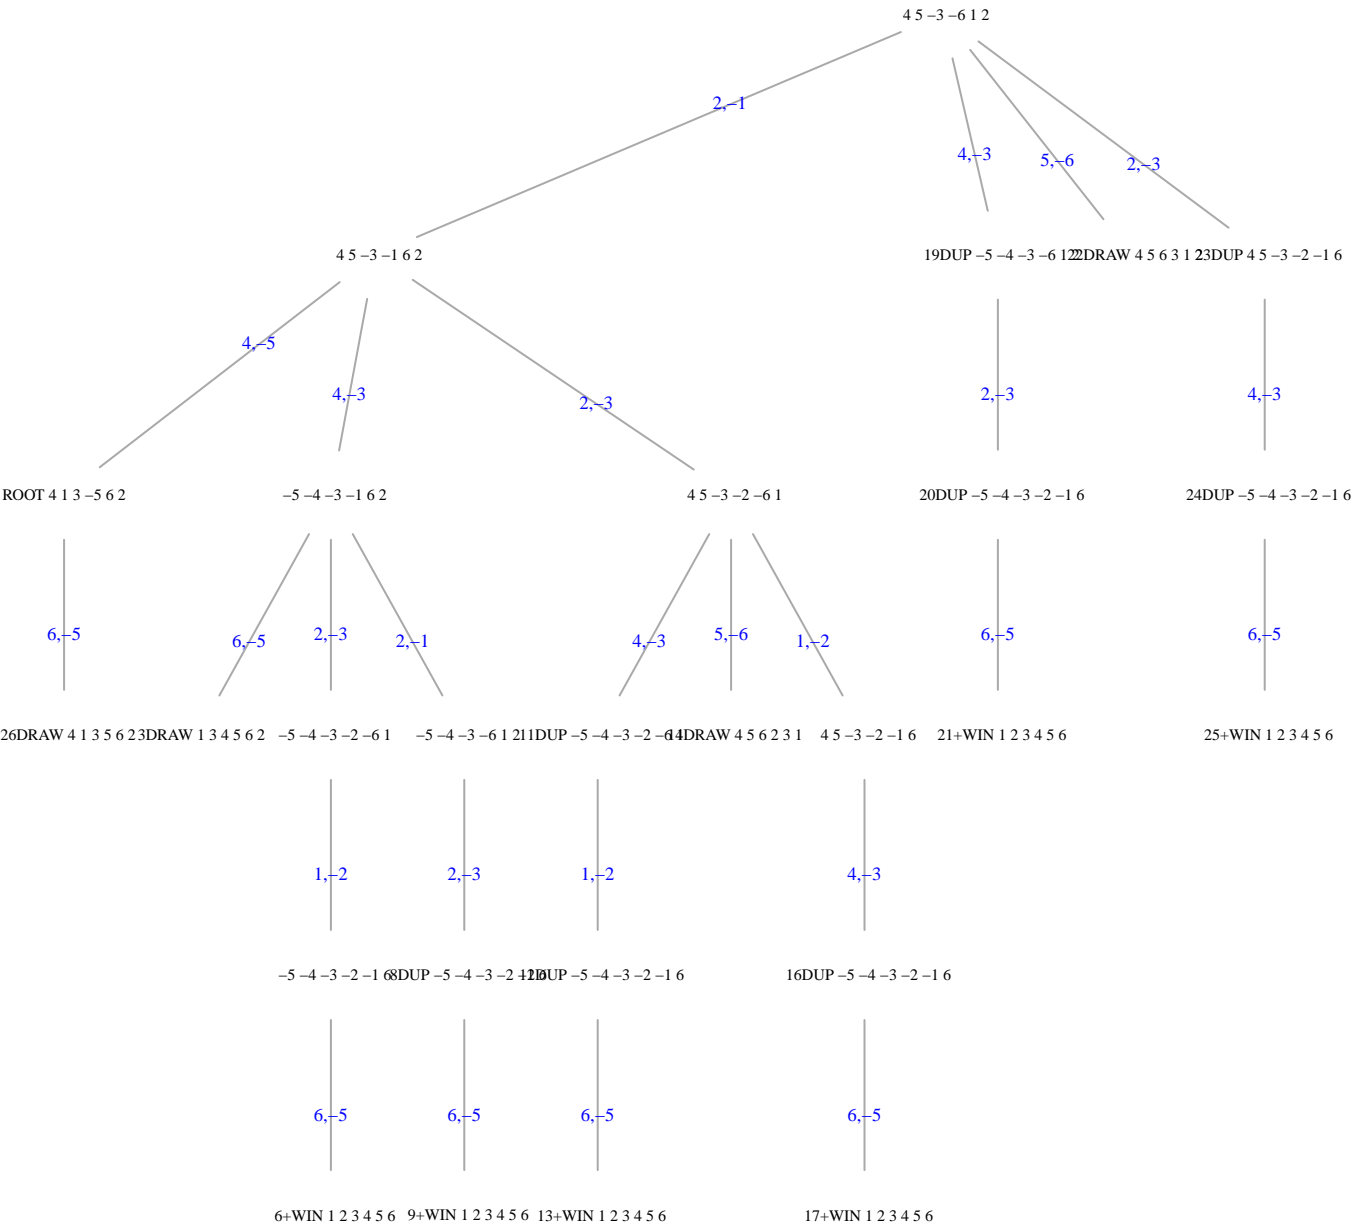 4 5 –3 –6 1 2
2,–1
4,–3
5,–6
2,–3
4 5 –3 –1 6 2
19DUP –5 –4 –3 –6 1 2
22DRAW 4 5 6 3 1 2
23DUP 4 5 –3 –2 –1 6
4,–5
4,–3
2,–3
2,–3
4,–3
ROOT 4 1 3 –5 6 2
–5 –4 –3 –1 6 2
4 5 –3 –2 –6 1
20DUP –5 –4 –3 –2 –1 6
24DUP –5 –4 –3 –2 –1 6
6,–5
6,–5
2,–3
2,–1
4,–3
5,–6
1,–2
6,–5
6,–5
26DRAW 4 1 3 5 6 2
3DRAW 1 3 4 5 6 2
–5 –4 –3 –2 –6 1
–5 –4 –3 –6 1 2
11DUP –5 –4 –3 –2 –6 1
14DRAW 4 5 6 2 3 1
4 5 –3 –2 –1 6
21+WIN 1 2 3 4 5 6
25+WIN 1 2 3 4 5 6
1,–2
2,–3
1,–2
4,–3
–5 –4 –3 –2 –1 6
8DUP –5 –4 –3 –2 –1 6
12DUP –5 –4 –3 –2 –1 6
16DUP –5 –4 –3 –2 –1 6
6,–5
6,–5
6,–5
6,–5
6+WIN 1 2 3 4 5 6
9+WIN 1 2 3 4 5 6
13+WIN 1 2 3 4 5 6
17+WIN 1 2 3 4 5 6